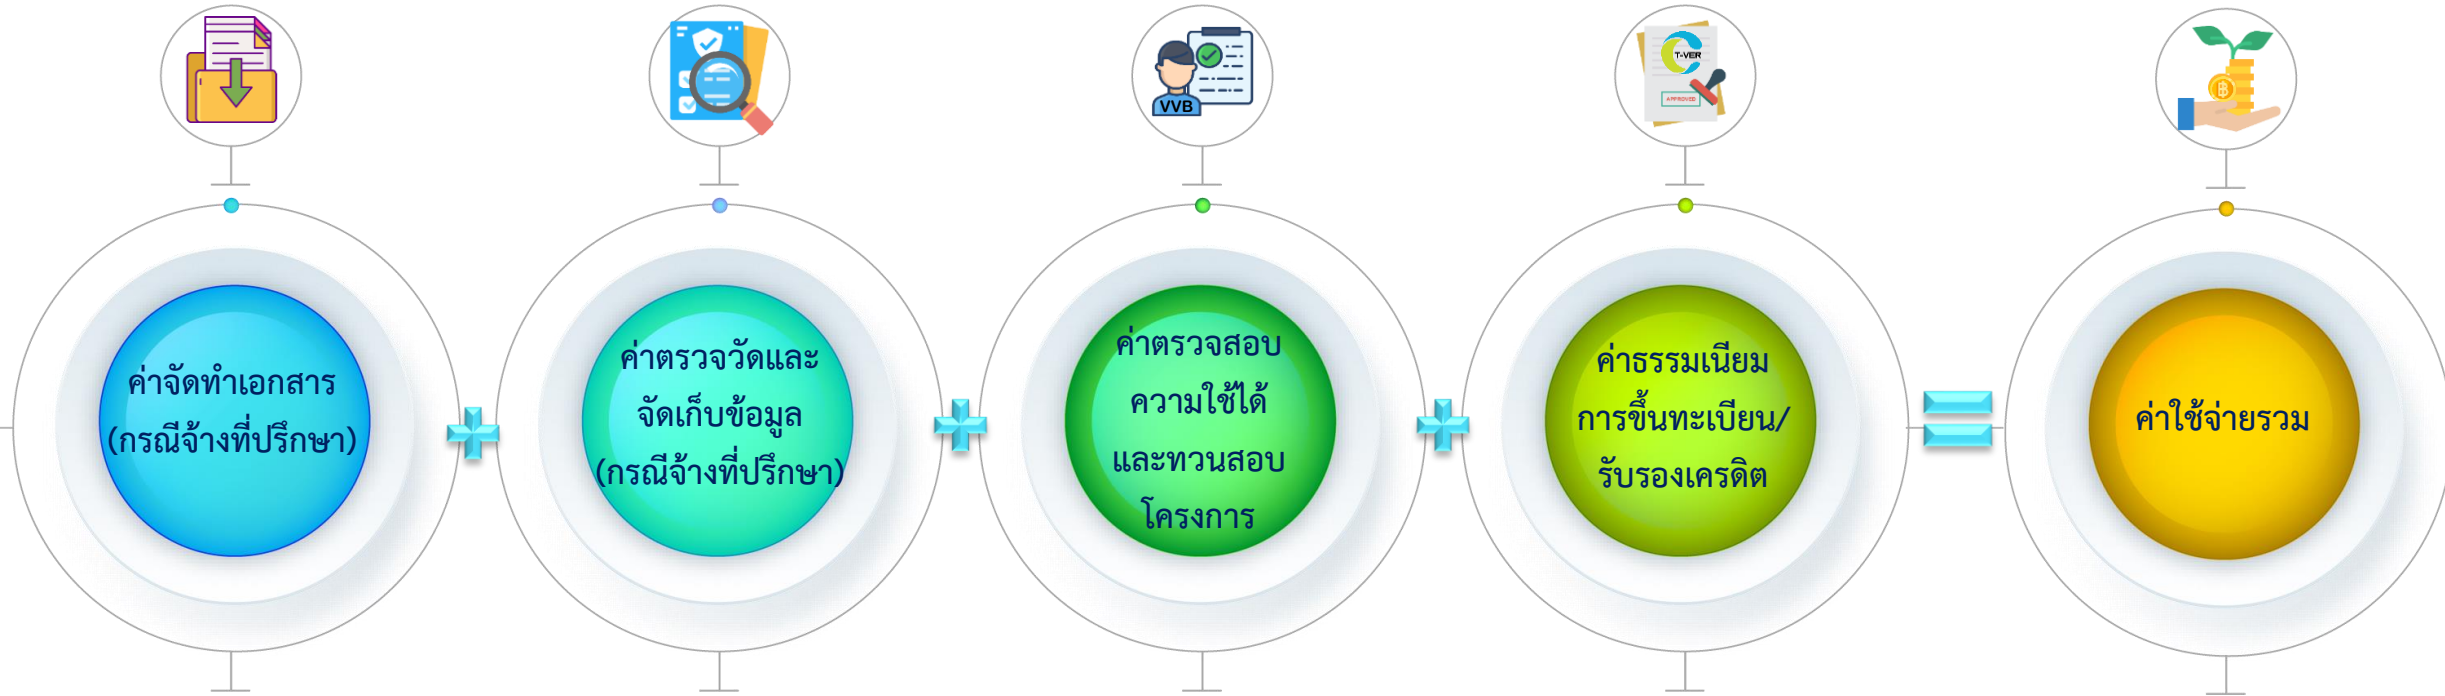 VVB
T-VER
APPROVED
ค่าจัดทำเอกสาร
(กรณีจ้างที่ปรึกษา)
ค่าตรวจวัดและ
จัดเก็บข้อมูล
(กรณีจ้างที่ปรึกษา)
ค่าตรวจสอบ
ความใช้ได้
และทวนสอบ
โครงการ
ค่าธรรมเนียม
การขึ้นทะเบียน/
รับรองเครดิต
ค่าใช้จ่ายรวม